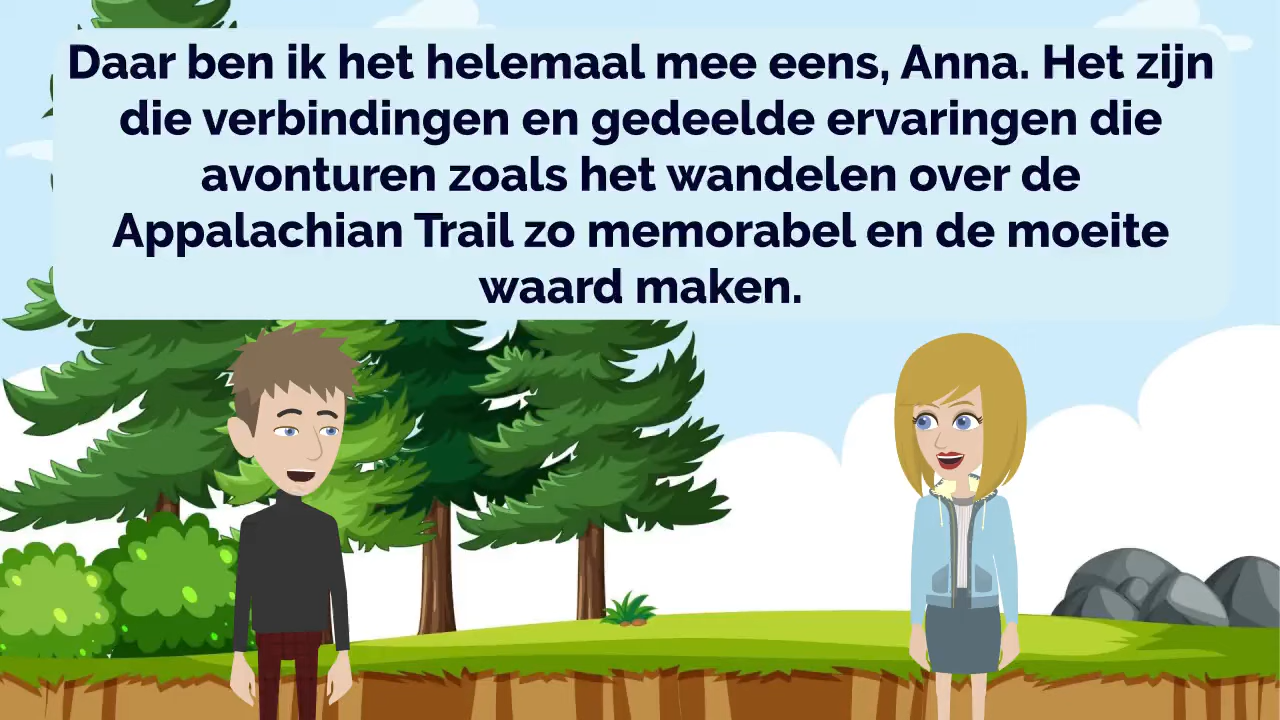 Daar ben ik het helemaal mee eens, Anna. Het zijn
die verbindingen en gedeelde ervaringen die
avonturen zoals het wandelen over de
Appalachian Trail zo memorabel en de moeite
waard maken.